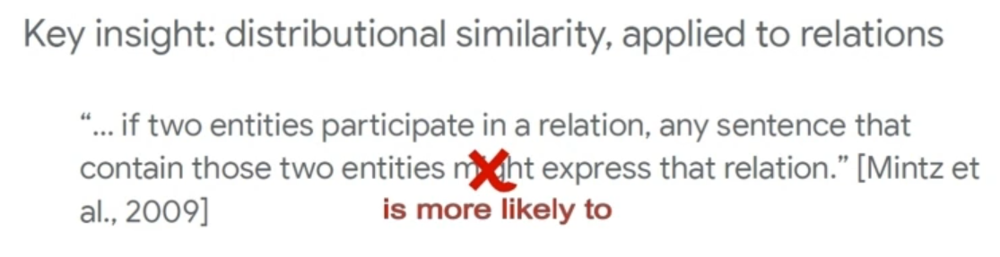 Key insight: distributional similarity, applied to relations
“... if two entities participate in a relation, any sentence that
contain those two entities might express that relation.” [Mintz et
is more likely to
al., 2009]